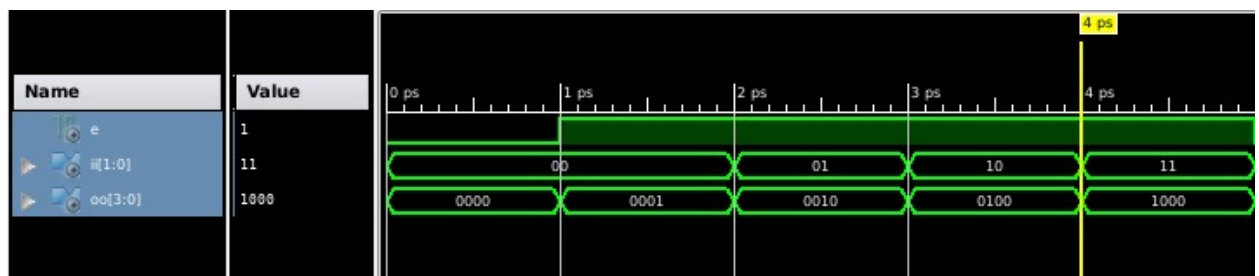 4 ps
Name Value
0 ps 1 ps 2 ps 3 ps 4 ps
e 1
ii[1:0] 11 00 01 10 11
oo[3:0] 1000 0000 0001 0010 0100 1000